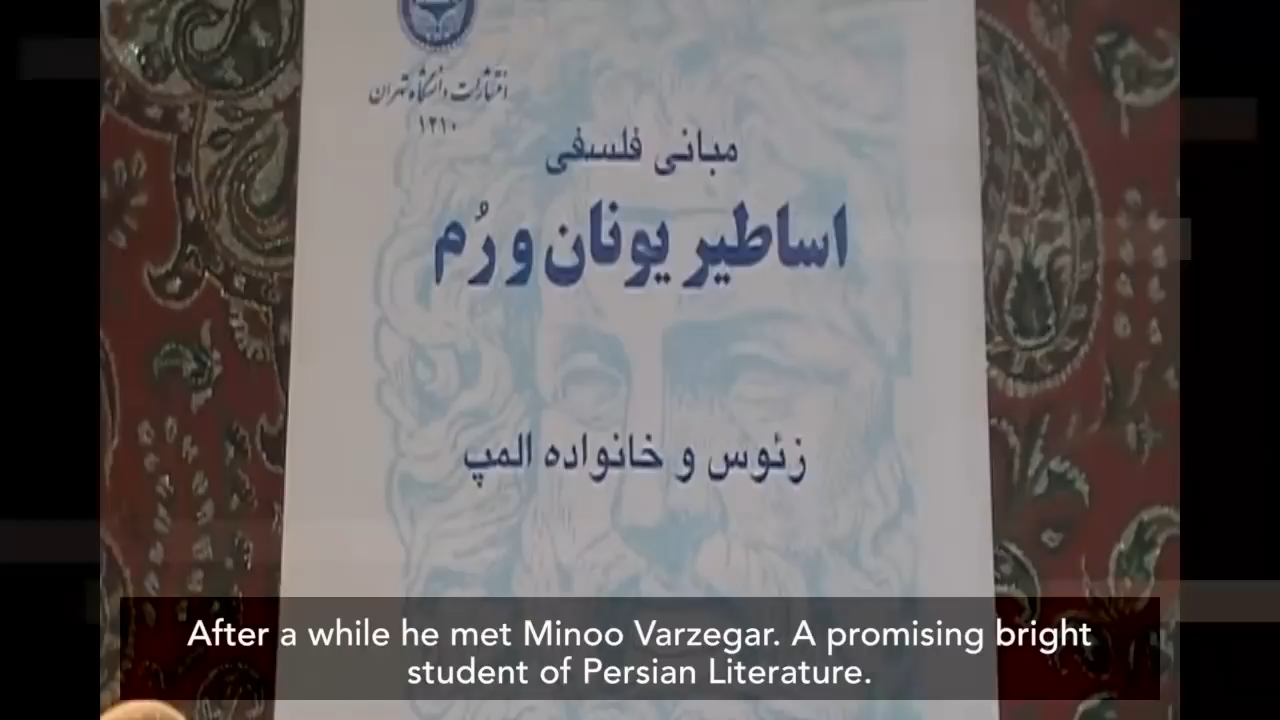 انتشارات دانشگاه تهران
۱۲۱۰
مبانی فلسفی
اساطیر یونان و رُم
زئوس و خانواده المپ
After a while he met Minoo Varzegar. A promising bright
student of Persian Literature.